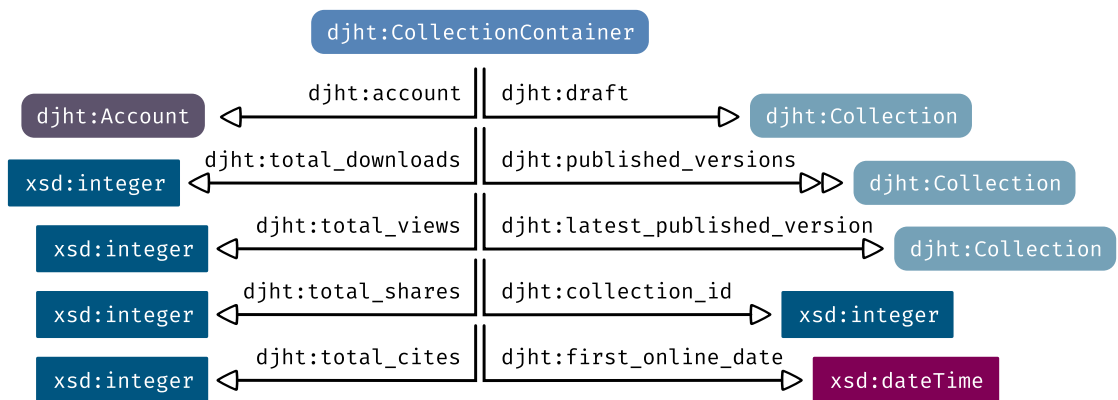 djht:CollectionContainer
djht:account djht:draft
djht:Account djht:Collection
djht:total_downloads djht:published_versions
xsd:integer djht:Collection
djht:total_views djht:latest_published_version
xsd:integer djht:Collection
djht:total_shares djht:collection_id
xsd:integer xsd:integer
djht:total_cites djht:first_online_date
xsd:integer xsd:dateTime